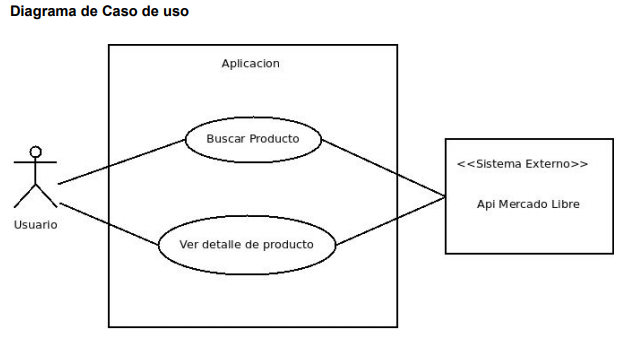 Diagrama de Caso de uso
Aplicacion
Buscar Producto
<<Sistema Externo>>
Api Mercado Libre
Usuario
Ver detalle de producto